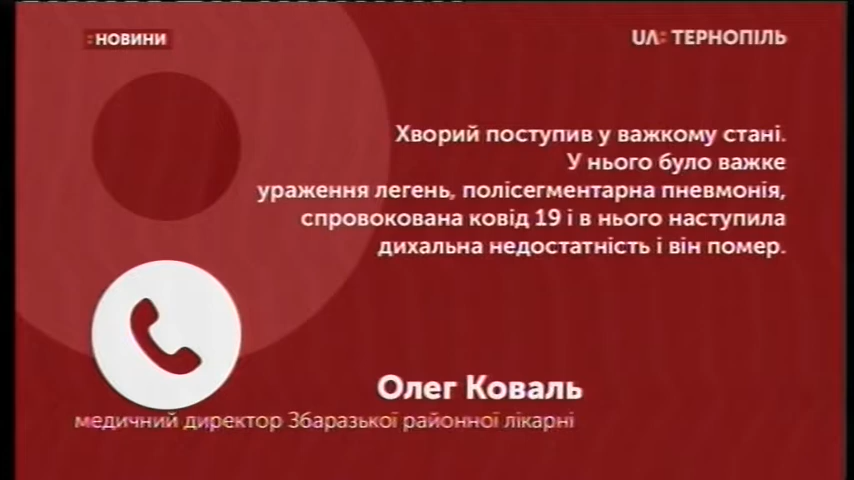 :НОВИНИ
UA: ТЕРНОПІЛЬ
Хворий поступив у важкому стані.
У нього було важке
ураження легень, полісегментарна пневмонія,
спровокована ковід 19 і в нього наступила
дихальна недостатність і він помер.
Олег Коваль
медичний директор Збаразької районної лікарні